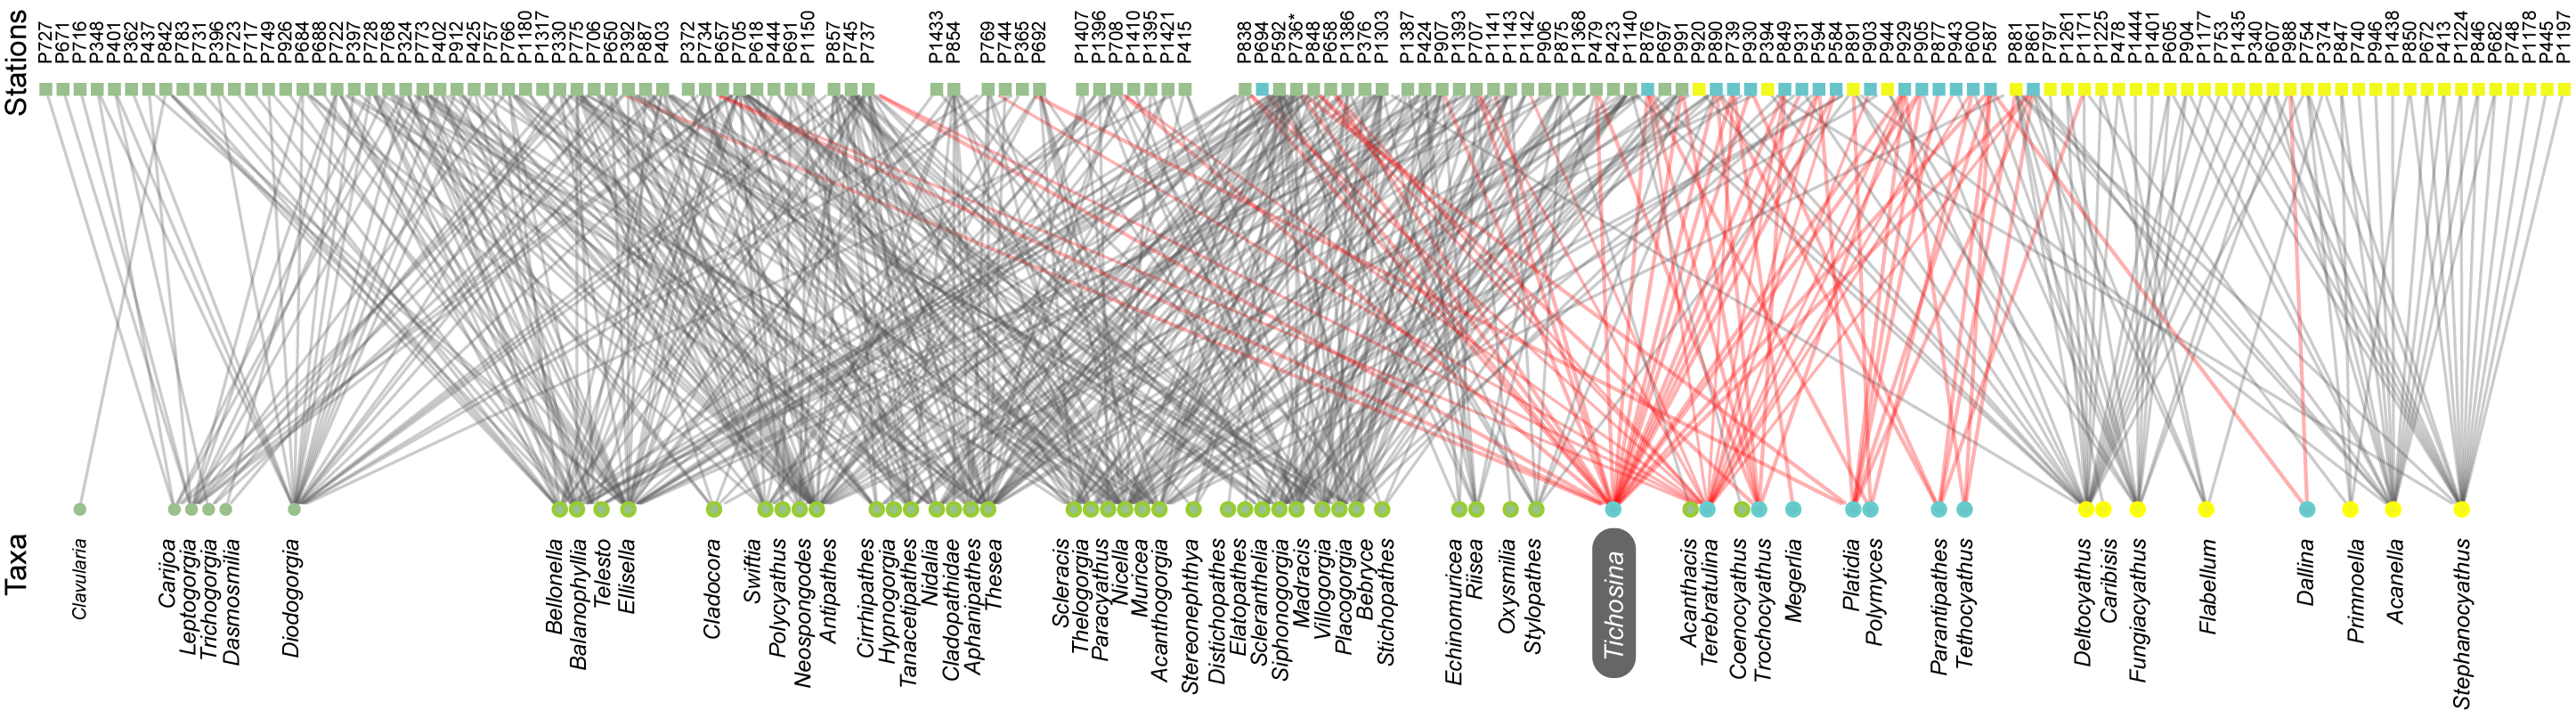 Stations
P727 P671 P716 P348 P401 P362 P437 P842 P783 P731 P396 P723 P717 P749 P926 P684 P688 P722 P397 P728 P768 P324 P773 P402 P912 P425 P757 P766 P1180 P1317 P330 P775 P706 P650 P392 P887 P403 P372 P734 P657 P705 P618 P444 P691 P1150 P857 P745 P737 P1433 P854 P769 P744 P365 P692 P1407 P1396 P708 P1410 P1395 P1421 P415 P838 P694 P592 P736* P848 P658 P1386 P376 P1303 P1387 P424 P907 P1393 P707 P1141 P1143 P1142 P906 P875 P1368 P479 P423 P1140 P876 P697 P991 P920 P890 P739 P930 P394 P849 P931 P594 P584 P891 P903 P944 P929 P905 P877 P943 P600 P587 P881 P861 P797 P1261 P1171 P1225 P478 P1444 P1401 P605 P904 P1177 P753 P1435 P340 P607 P988 P754 P374 P847 P740 P946 P1438 P850 P672 P413 P1224 P846 P682 P748 P1178 P445 P1197
Taxa
Clavularia
Carijoa
Leptogorgia
Trichogorgia
Dasmosmilia
Diodogorgia
Bellonella
Balanophyllia
Telesto
Ellisella
Cladocora
Swiftia
Polycyathus
Neospongodes
Antipathes
Cirrhipathes
Hypnogorgia
Tanacetipathes
Nidalia
Cladopathidae
Aphanipathes
Thesea
Scleracis
Thelogorgia
Paracyathus
Nicella
Muricea
Acanthogorgia
Stereonephthya
Distichopathes
Elatopathes
Scleranthelia
Siphonogorgia
Madracis
Villogorgia
Placogorgia
Bebryce
Stichopathes
Echinomuricea
Riisea
Oxysmilia
Stylopathes
Tichosina
Acanthacis
Terebratulina
Coenocyathus
Trochocyathus
Megerlia
Platidia
Polymyces
Parantipathes
Tethocyathus
Deltocyathus
Caribisis
Fungiacyathus
Flabellum
Dallina
Primnoella
Acanella
Stephanocyathus